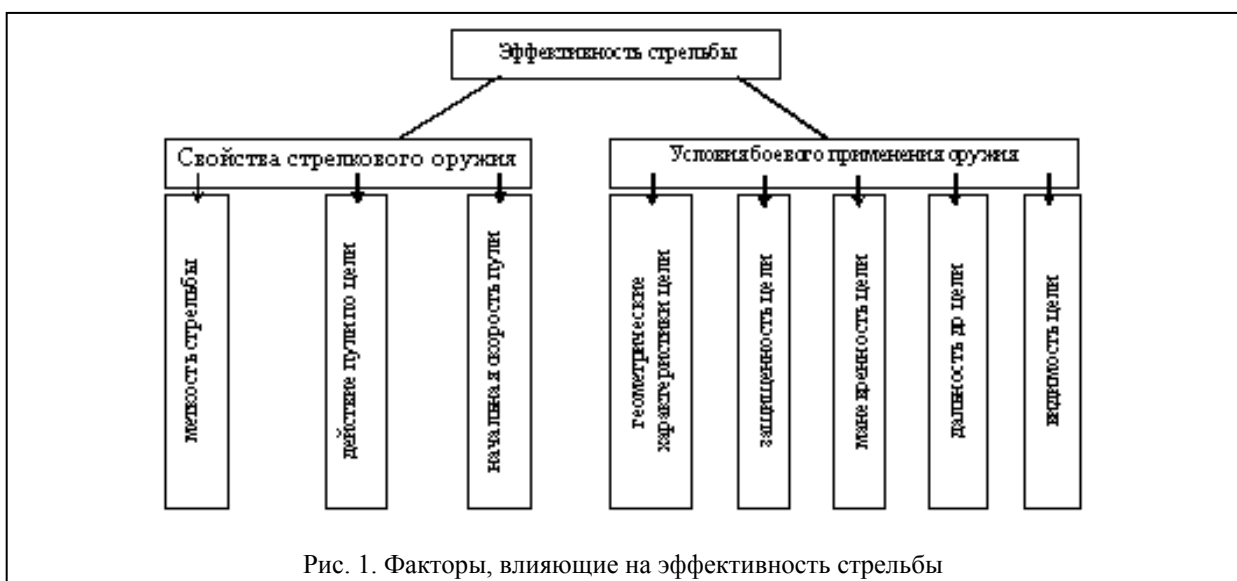 Эффективность стрельбы
Свойства стрелкового оружия
Условия боевого применения оружия
меткость стрельбы
действие пули по цели
начальная скорость пули
геометрические
характеристики цели
защищенность цели
маневренность цели
дальность до цели
видимость цели
Рис. 1. Факторы, влияющие на эффективность стрельбы